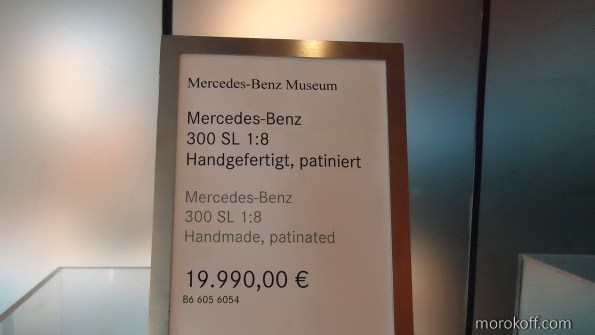 Mercedes-Benz Museum
Mercedes-Benz
300 SL 1:8
Handgefertigt, patiniert
Mercedes-Benz
300 SL 1:8
Handmade, patinated
19.990,00 €
B6 605 6054
morokoff.com